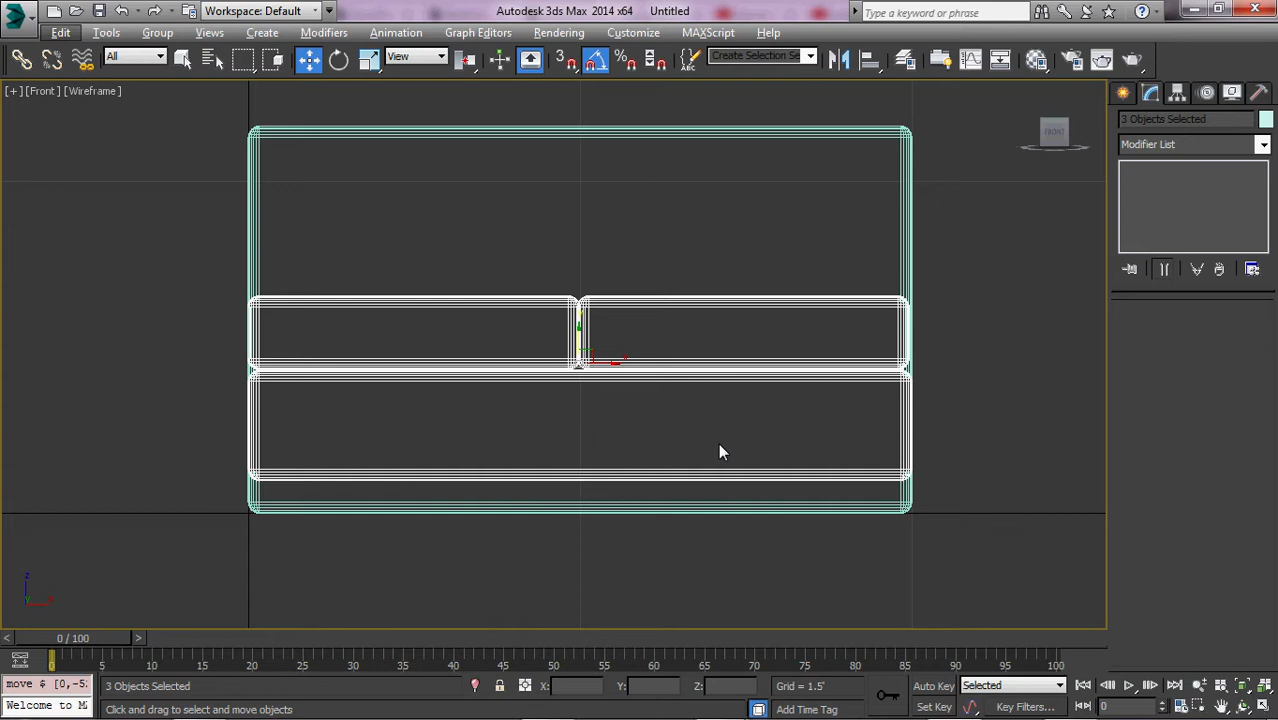 Workspace: Default
Autodesk 3ds Max 2014 x64 Untitled
Type a keyword or phrase
Edit Tools Group Views Create Modifiers Animation Graph Editors Rendering Customize MAXScript Help
All View 3 Create Selection Se
[+] [Front] [Wireframe]
FRONT
3 Objects Selected
Modifier List
z
x
0 / 100
0 5 10 15 20 25 30 35 40 45 50 55 60 65 70 75 80 85 90 95 100
move $ [0,-5
3 Objects Selected X: Y: Z: Grid = 1.5' Auto Key Selected
Welcome to M
Click and drag to select and move objects Add Time Tag Set Key Key Filters... 0